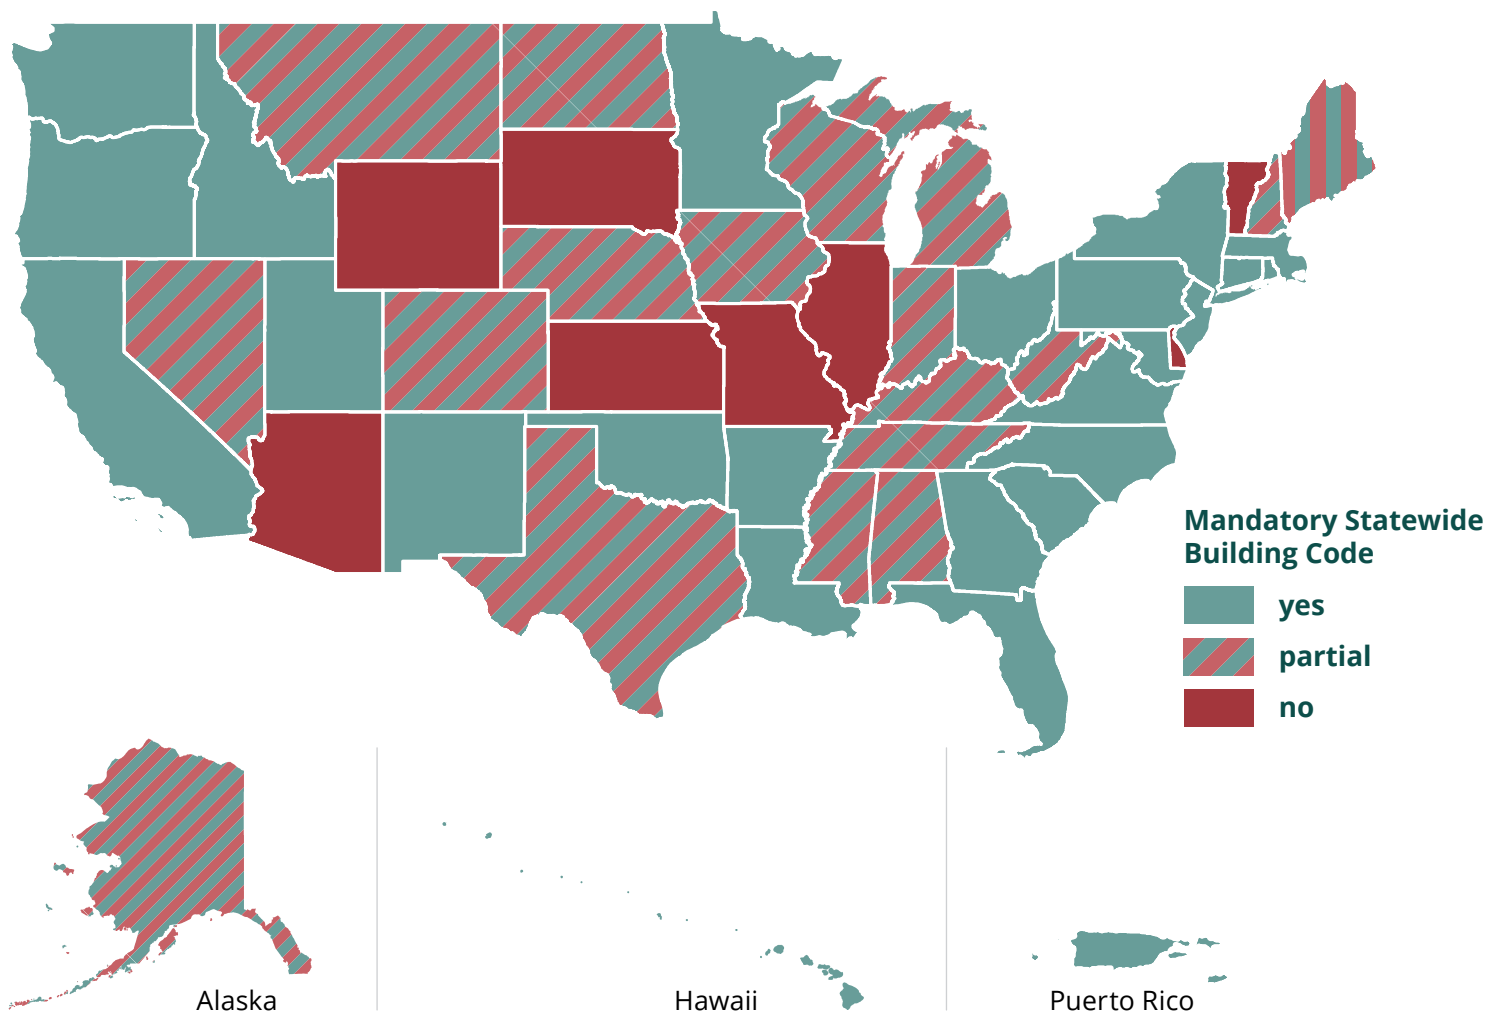 Mandatory Statewide
Building Code
yes
partial
no
Alaska
Hawaii
Puerto Rico